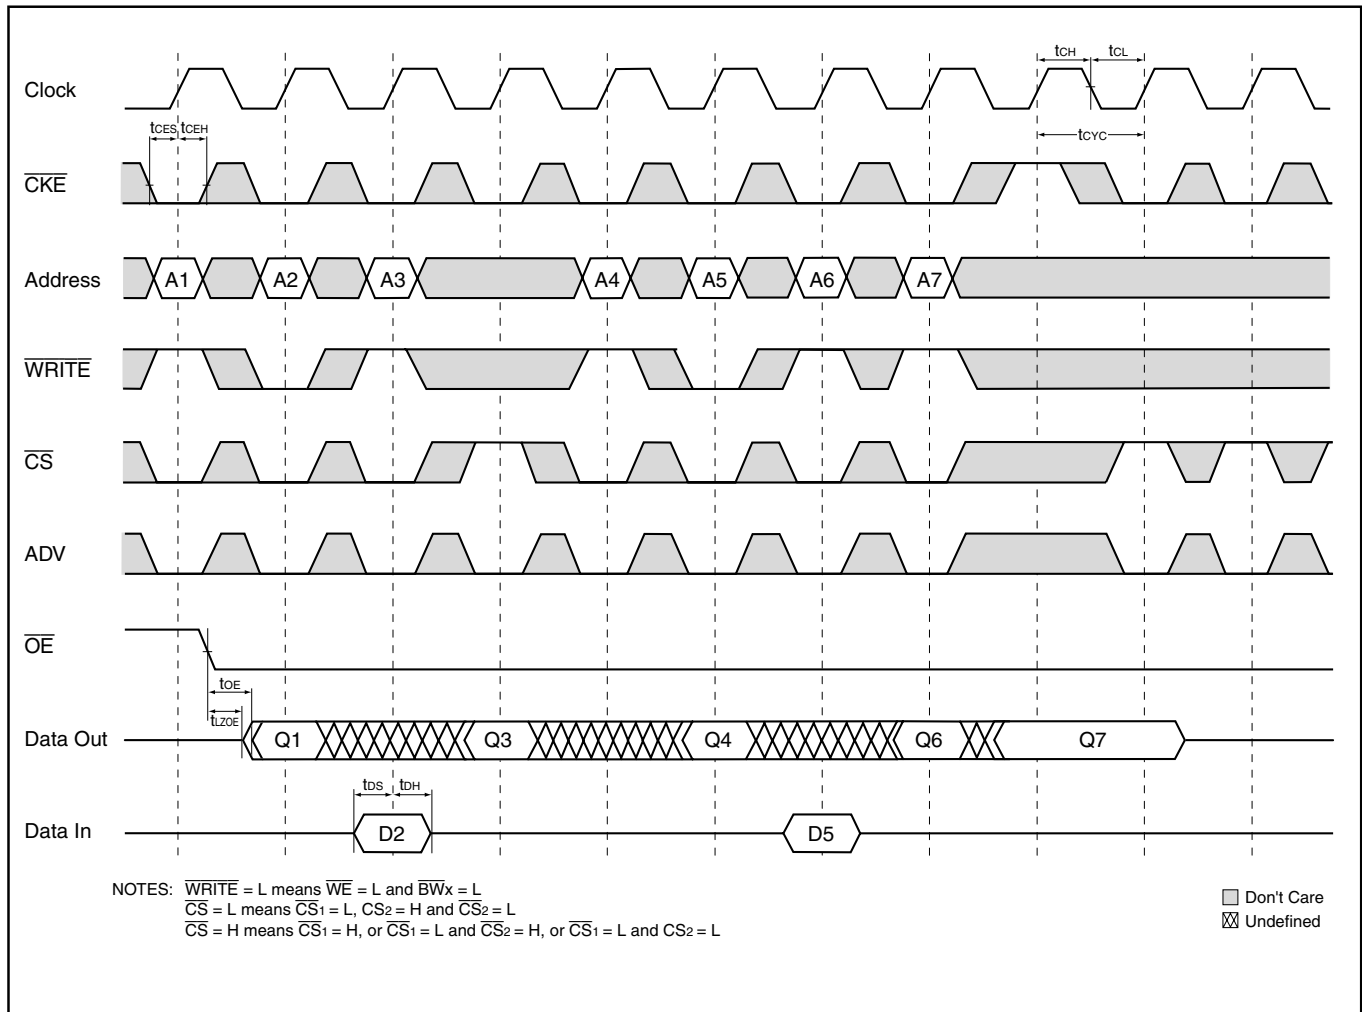 tCH tCL
Clock
tCES tCEH
tCYC
CKE
Address A1 A2 A3 A4 A5 A6 A7
WRITE
CS
ADV
OE
tOE
tLZOE
Data Out Q1 Q3 Q4 Q6 Q7
tDS tDH
Data In D2 D5
NOTES: WRITE = L means WE = L and BWx = L
CS = L means CS1 = L, CS2 = H and CS2 = L
CS = H means CS1 = H, or CS1 = L and CS2 = H, or CS1 = L and CS2 = L
Don't Care
Undefined